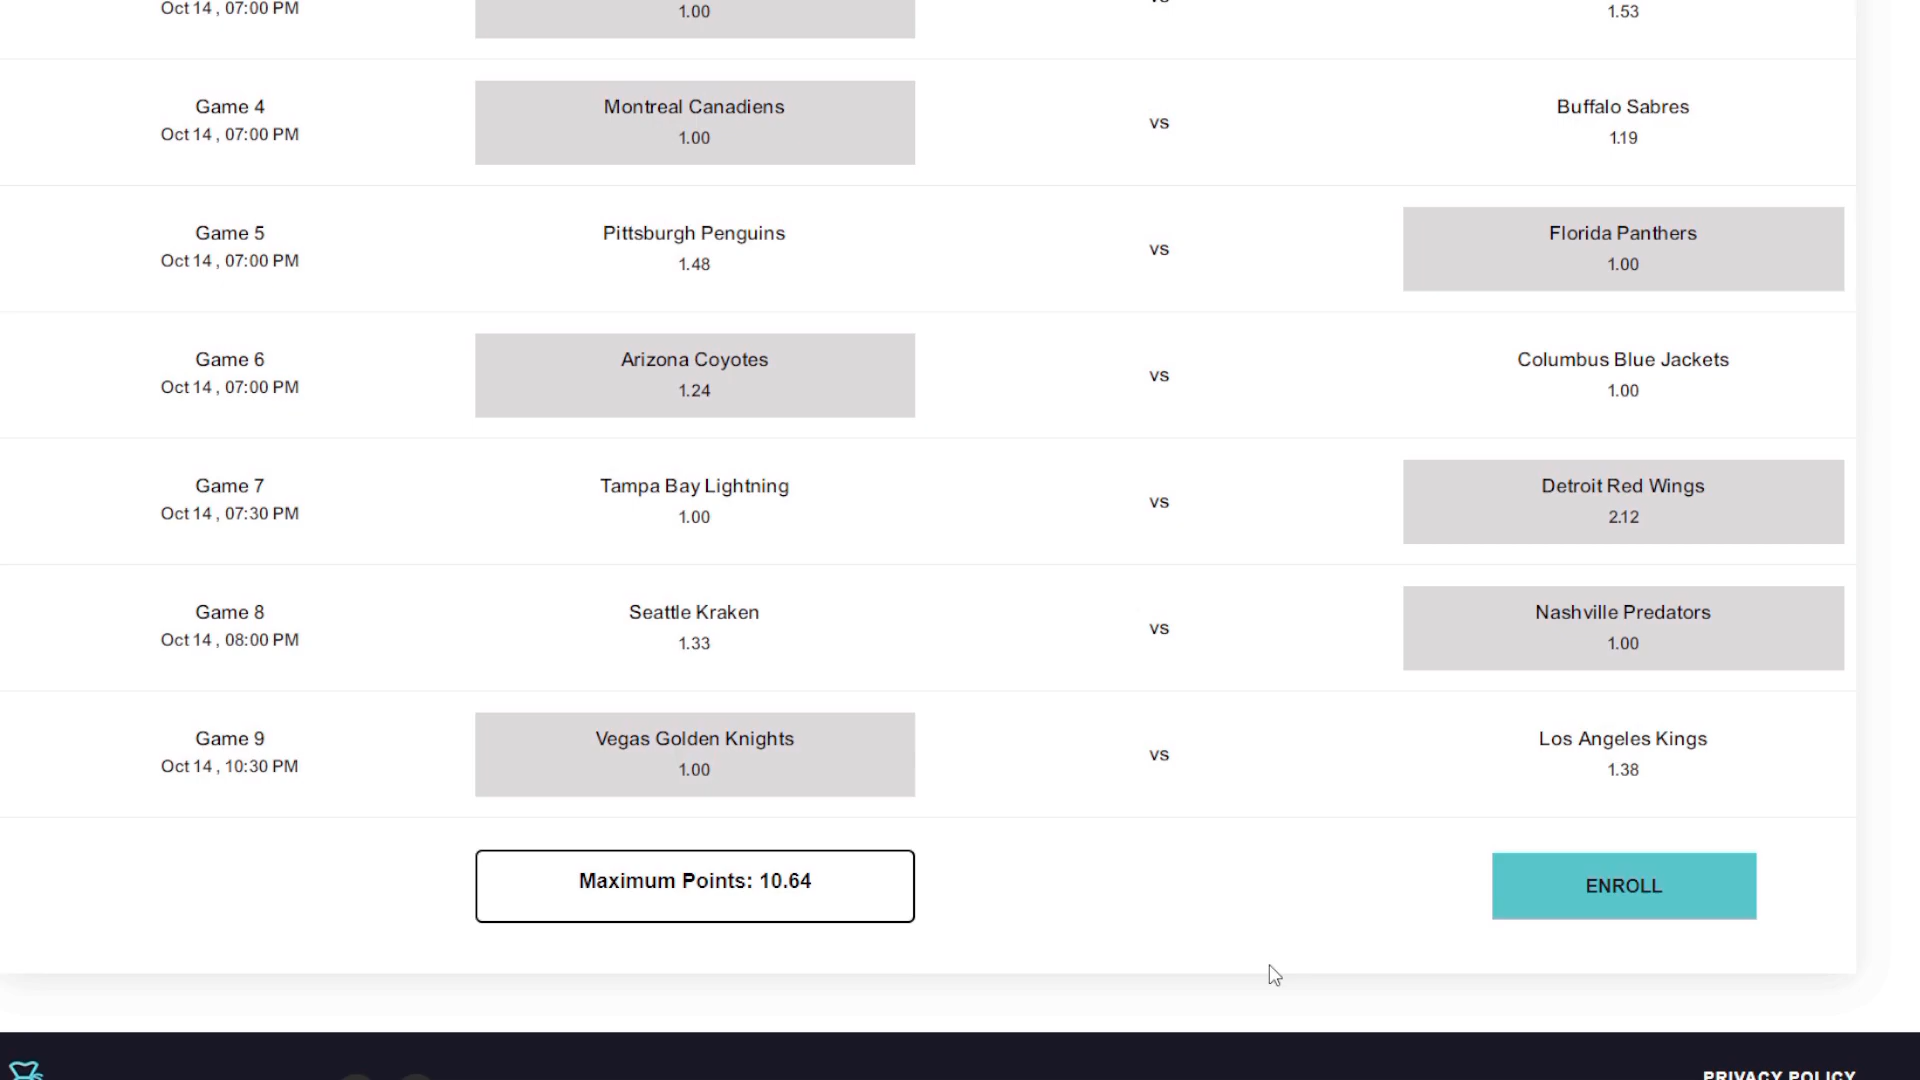 Oct 14 , 07:00 PM
1.00
vs
1.53
Game 4
Oct 14 , 07:00 PM
Montreal Canadiens
1.00
vs
Buffalo Sabres
1.19
Game 5
Oct 14 , 07:00 PM
Pittsburgh Penguins
1.48
vs
Florida Panthers
1.00
Game 6
Oct 14 , 07:00 PM
Arizona Coyotes
1.24
vs
Columbus Blue Jackets
1.00
Game 7
Oct 14 , 07:30 PM
Tampa Bay Lightning
1.00
vs
Detroit Red Wings
2.12
Game 8
Oct 14 , 08:00 PM
Seattle Kraken
1.33
vs
Nashville Predators
1.00
Game 9
Oct 14 , 10:30 PM
Vegas Golden Knights
1.00
vs
Los Angeles Kings
1.38
Maximum Points: 10.64
ENROLL
PRIVACY POLICY